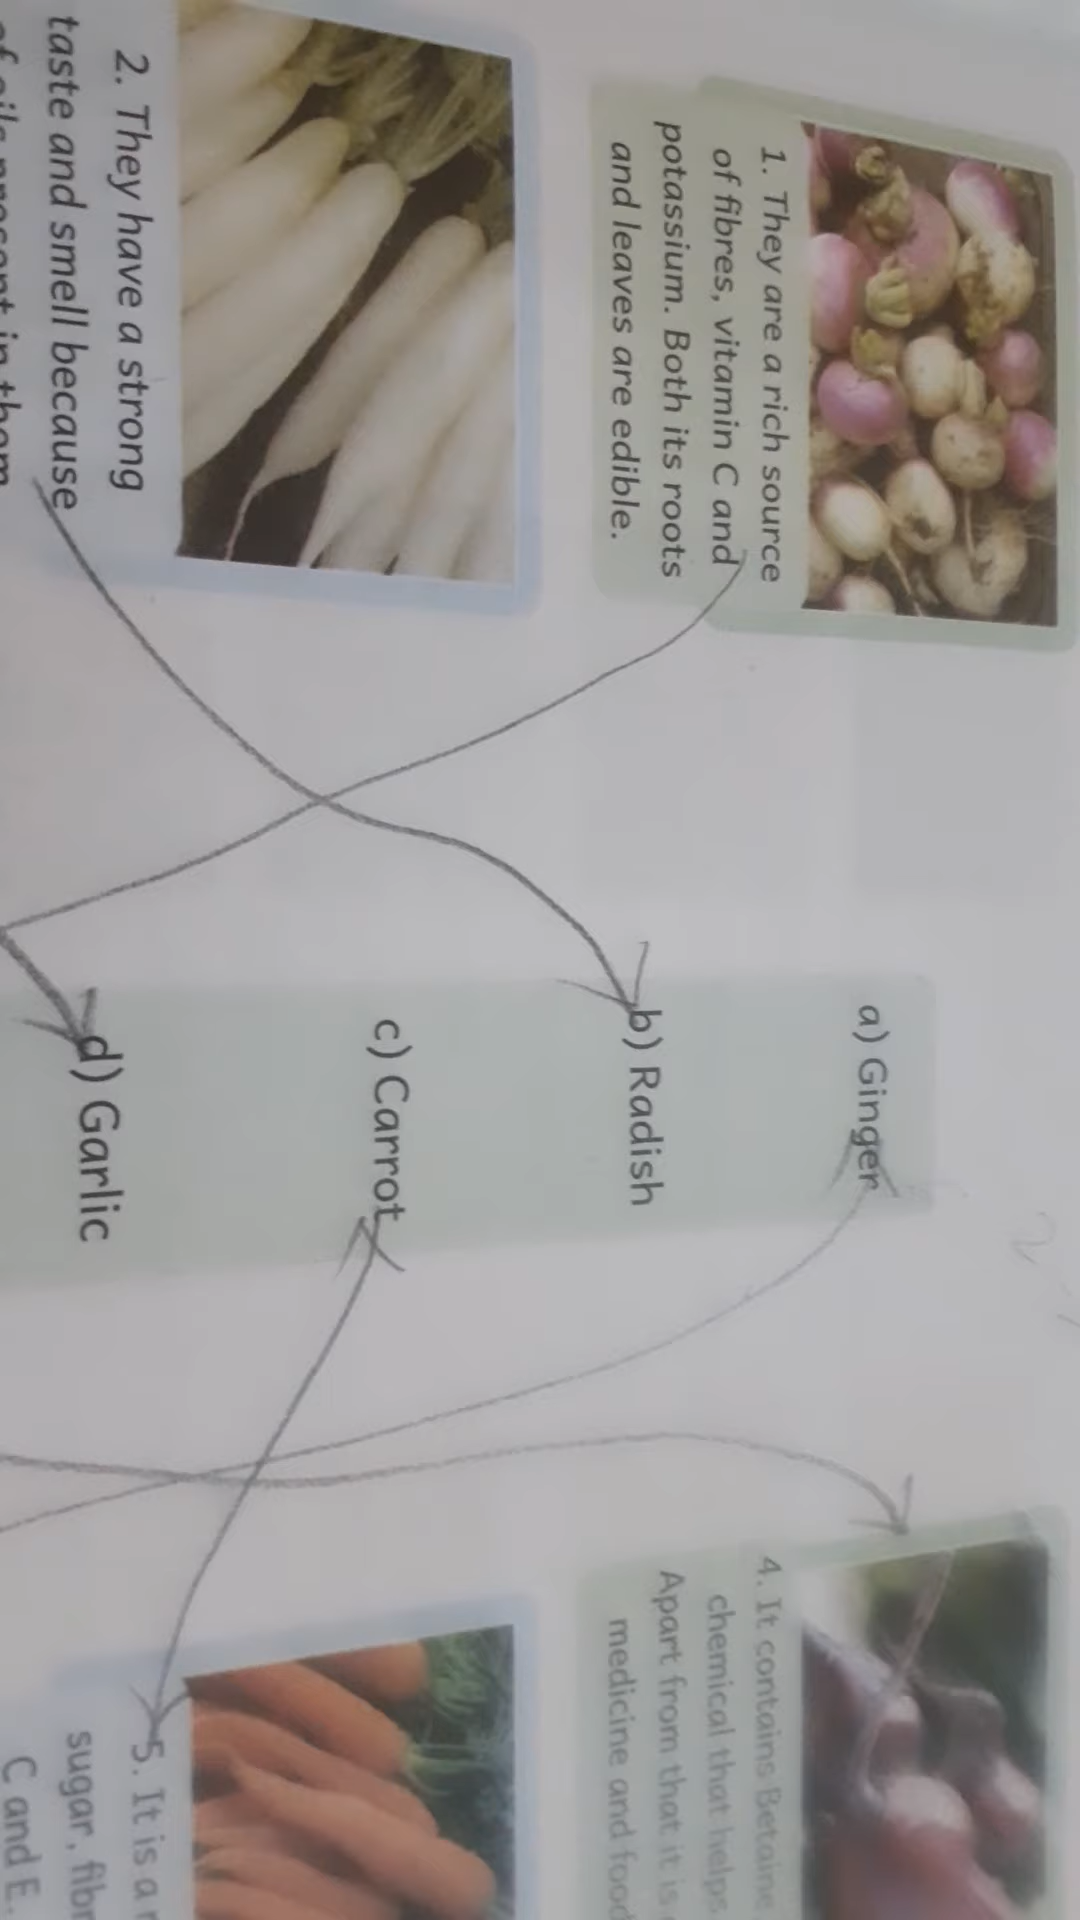 1. They are a rich source
of fibres, vitamin C and
potassium. Both its roots
and leaves are edible.
2. They have a strong
taste and smell because
a) Ginger
b) Radish
c) Carrot
d) Garlic
4. It contains Betaine,
chemical that helps
Apart from that it is
medicine and food
5. It is a
sugar, fibr
C and E.